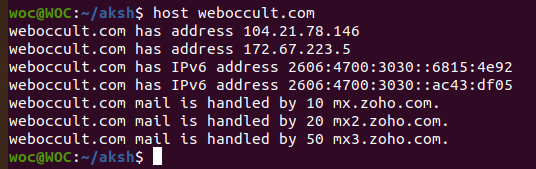 woc@WOC:~/aksh$ host weboccult.com
weboccult.com has address 104.21.78.146
weboccult.com has address 172.67.223.5
weboccult.com has IPv6 address 2606:4700:3030::6815:4e92
weboccult.com has IPv6 address 2606:4700:3030::ac43:df05
weboccult.com mail is handled by 10 mx.zoho.com.
weboccult.com mail is handled by 20 mx2.zoho.com.
weboccult.com mail is handled by 50 mx3.zoho.com.
woc@WOC:~/aksh$